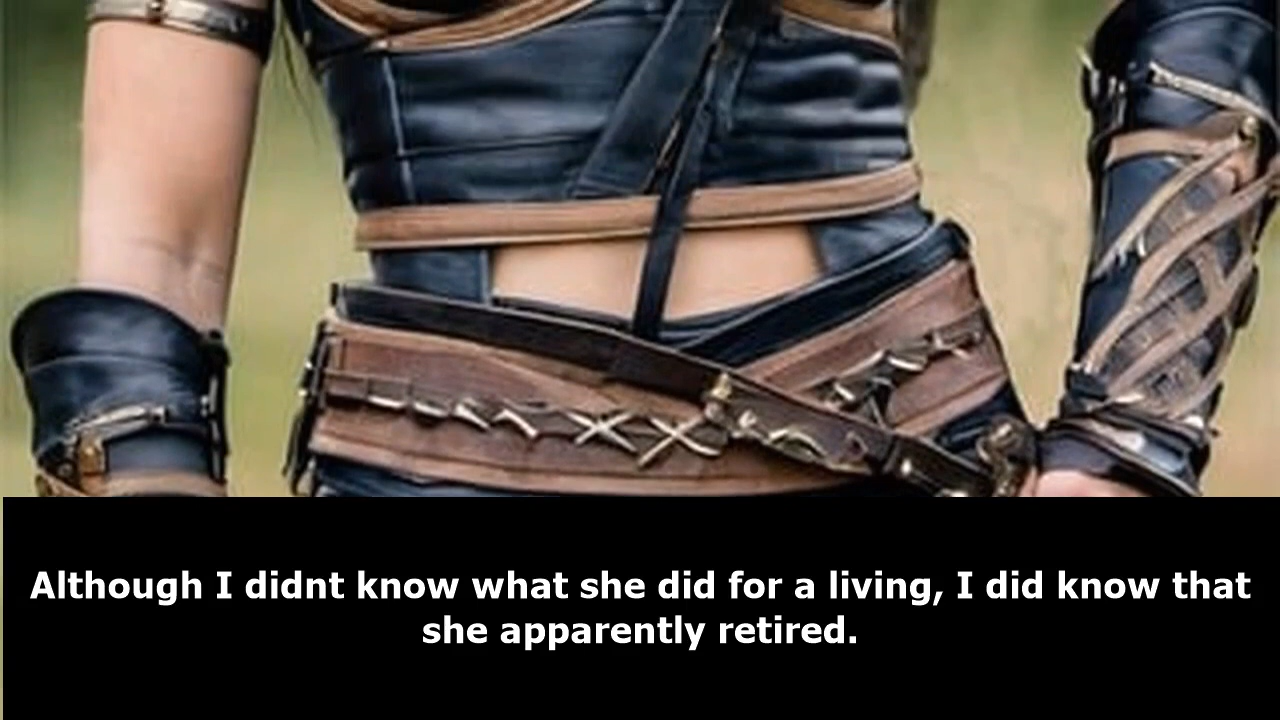 Although I didnt know what she did for a living, I did know that
she apparently retired.